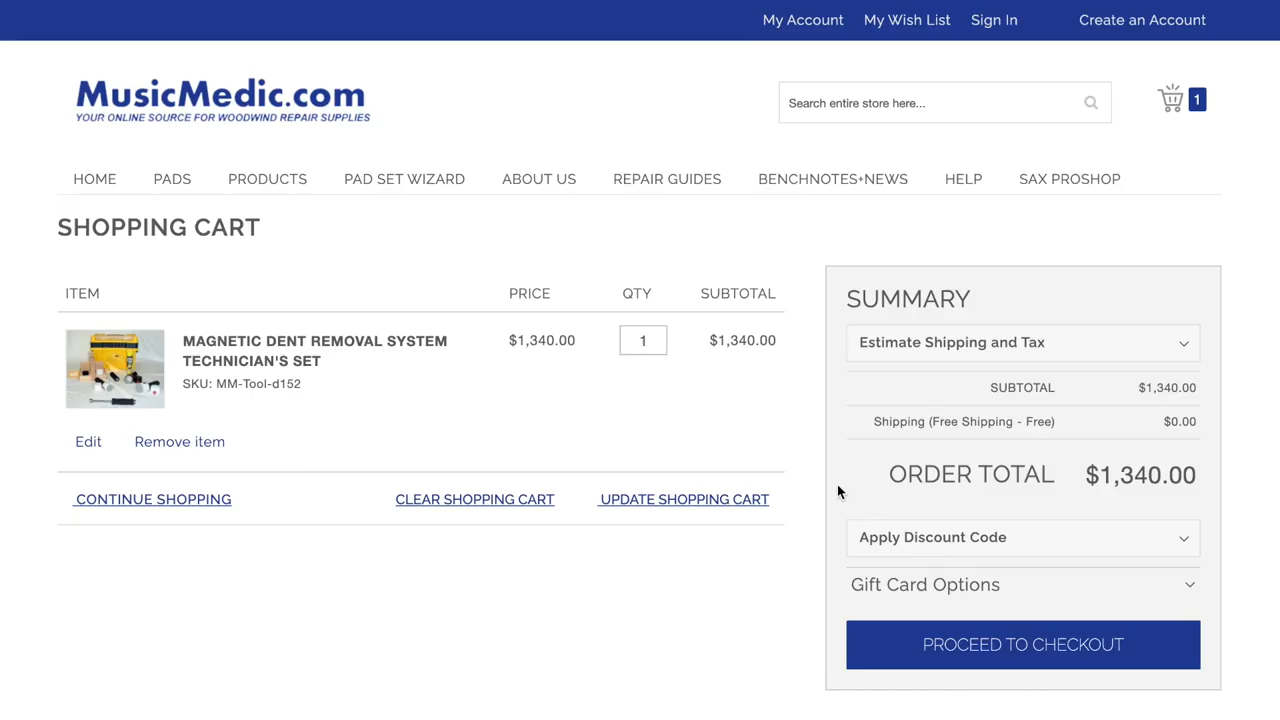 My Account My Wish List Sign In Create an Account
MusicMedic.com
YOUR ONLINE SOURCE FOR WOODWIND REPAIR SUPPLIES
Search entire store here...
1
HOME PADS PRODUCTS PAD SET WIZARD ABOUT US REPAIR GUIDES BENCHNOTES+NEWS HELP SAX PROSHOP
SHOPPING CART
ITEM PRICE QTY SUBTOTAL
MAGNETIC DENT REMOVAL SYSTEM $1,340.00 1 $1,340.00
TECHNICIAN'S SET
SKU: MM-Tool-d152
Edit Remove item
CONTINUE SHOPPING CLEAR SHOPPING CART UPDATE SHOPPING CART
SUMMARY
Estimate Shipping and Tax
SUBTOTAL $1,340.00
Shipping (Free Shipping - Free) $0.00
ORDER TOTAL $1,340.00
Apply Discount Code
Gift Card Options
PROCEED TO CHECKOUT